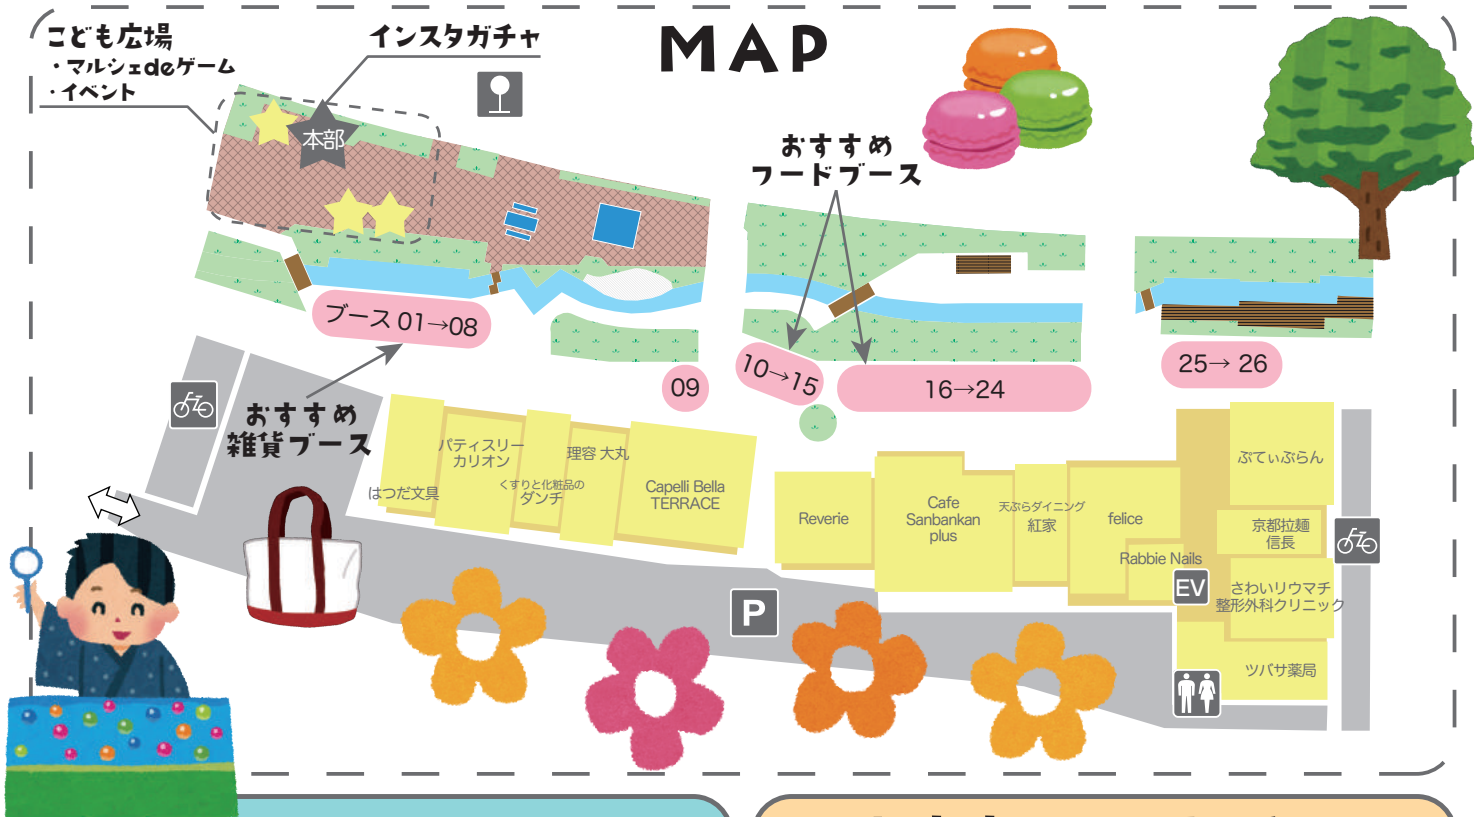 MAP
こども広場
・マルシェdeゲーム
・イベント
インスタガチャ
本部
おすすめ
フードブース
ブース 01→08
09
10→15
16→24
25→ 26
おすすめ
雑貨ブース
はつだ文具
パティスリー
カリオン
くすりと化粧品の
ダンチ
理容 大丸
Capelli Bella
TERRACE
Reverie
Cafe
Sanbankan
plus
天ぷらダイニング
紅家
felice
Rabbie Nails
EV
ぷてぃぷらん
京都拉麺
信長
さわいリウマチ
整形外科クリニック
ツバサ薬局
P